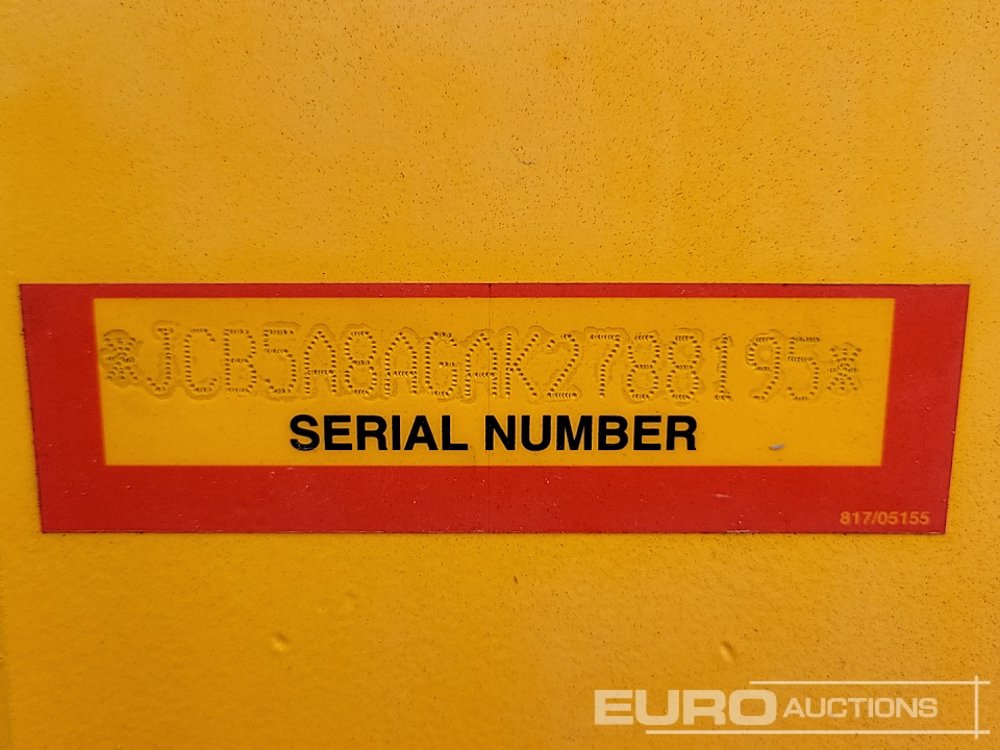 *JCB5A8AGAK2788195*
SERIAL NUMBER
817/05155
EURO AUCTIONS